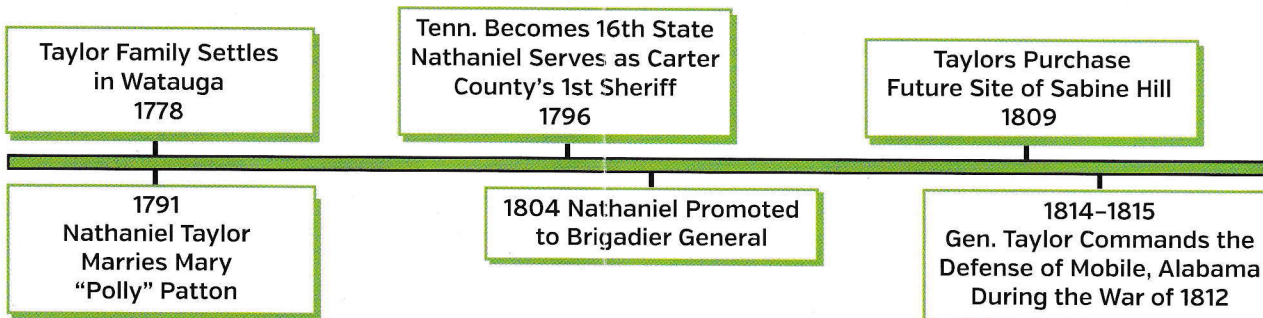 Taylor Family Settles
in Watauga
1778
Tenn. Becomes 16th State
Nathaniel Serves as Carter
County's 1st Sheriff
1796
Taylors Purchase
Future Site of Sabine Hill
1809
1791
Nathaniel Taylor
Marries Mary
"Polly" Patton
1804 Nathaniel Promoted
to Brigadier General
1814–1815
Gen. Taylor Commands the
Defense of Mobile, Alabama
During the War of 1812